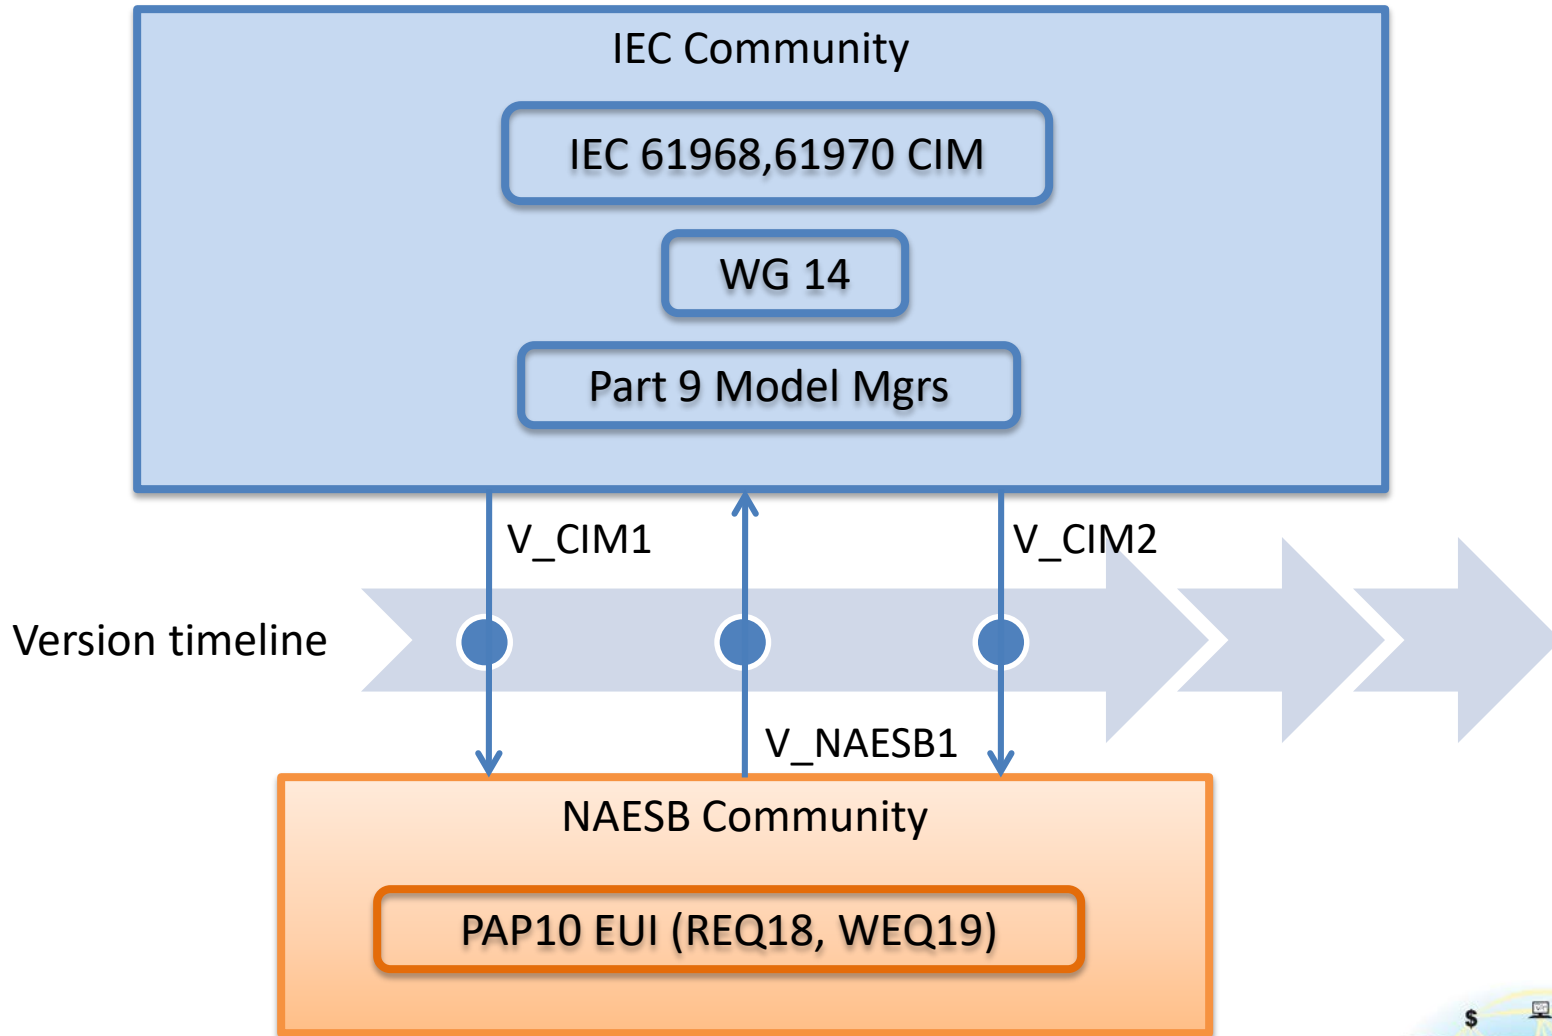 IEC Community
IEC 61968,61970 CIM
WG 14
Part 9 Model Mgrs
V_CIM1
V_CIM2
Version timeline
V_NAESB1
NAESB Community
PAP10 EUI (REQ18, WEQ19)
$